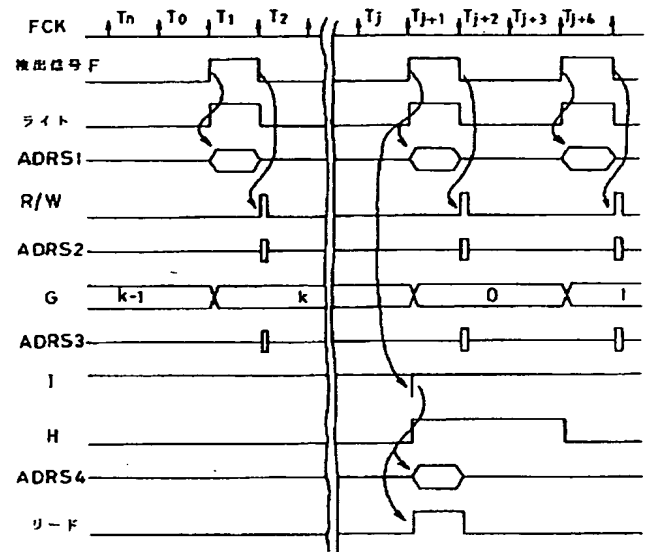 FCK Tn T0 T1 T2 Tj Tj+1 Tj+2 Tj+3 Tj+4
検出信号 F
ライト
ADRS1
R/W
ADRS2
G k-1 k 0 1
ADRS3
I
H
ADRS4
リード